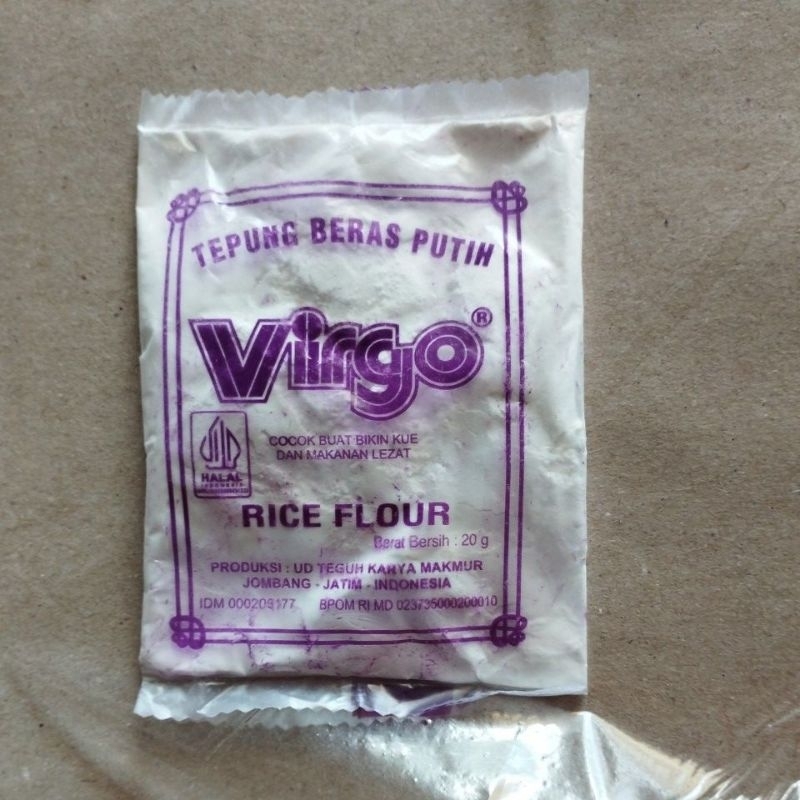 TEPUNG BERAS PUTIH
Virgo ®
COCOK BUAT BIKIN KUE
DAN MAKANAN LEZAT
HALAL
INDONESIA
RICE FLOUR
Berat Bersih : 20 g
PRODUKSI : UD TEGUH KARYA MAKMUR
JOMBANG - JATIM - INDONESIA
IDM 000209177 BPOM RI MD 023735000200010